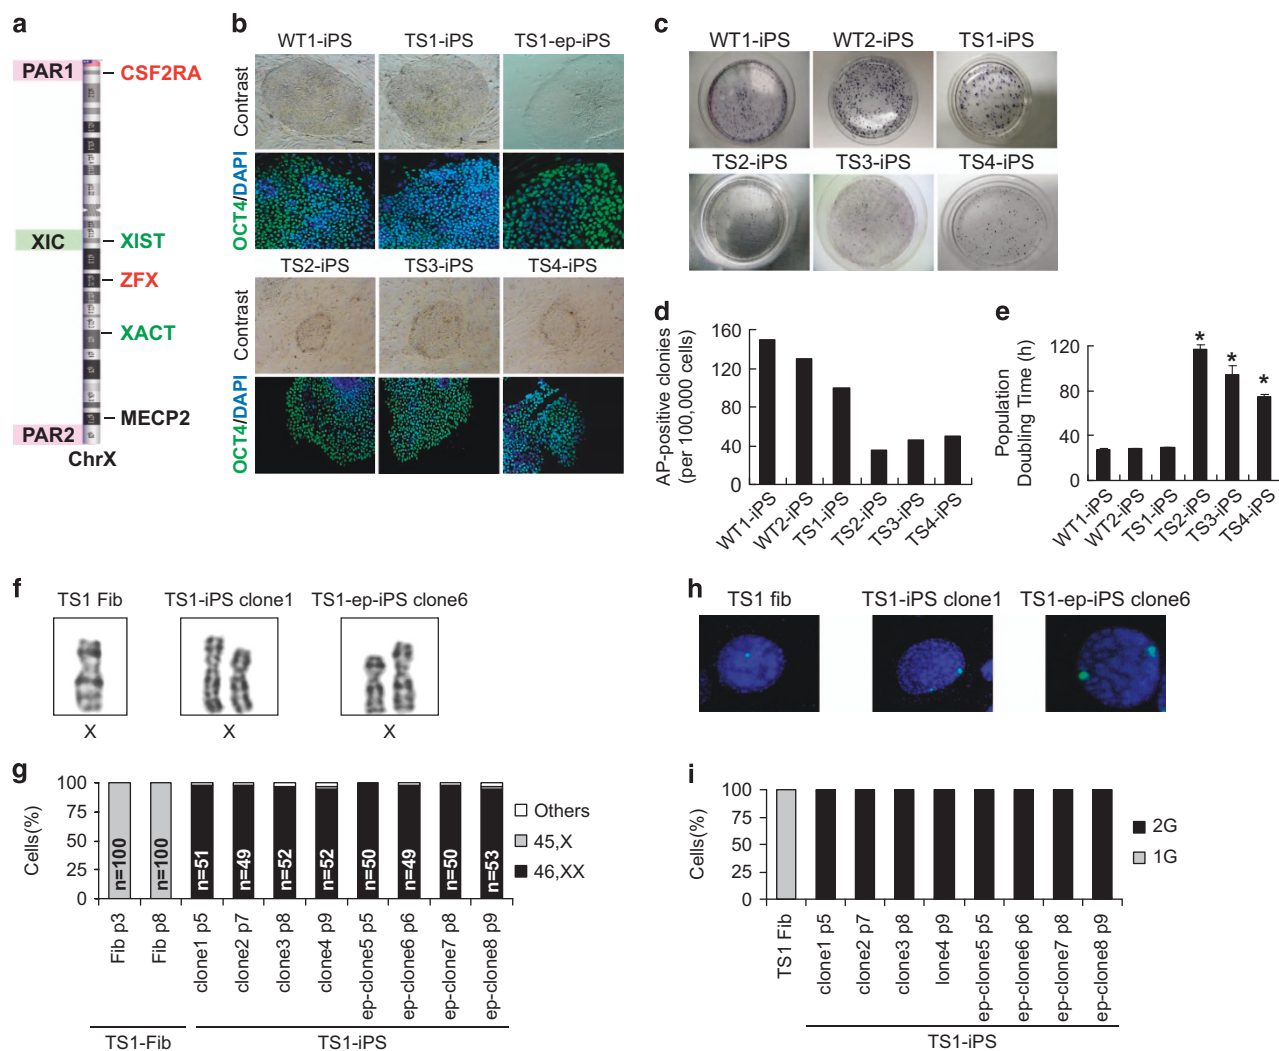 a
PAR1
CSF2RA
XIC
XIST
ZFX
XACT
MECP2
PAR2
ChrX
b
WT1-iPS
TS1-iPS
TS1-ep-iPS
Contrast
OCT4/DAPI
TS2-iPS
TS3-iPS
TS4-iPS
Contrast
OCT4/DAPI
c
WT1-iPS
WT2-iPS
TS1-iPS
TS2-iPS
TS3-iPS
TS4-iPS
d
AP-positive clonies
(per 100,000 cells)
160
120
80
40
0
WT1-iPS
WT2-iPS
TS1-iPS
TS2-iPS
TS3-iPS
TS4-iPS
e
Population
Doubling Time (h)
120
80
40
0
*
*
*
WT1-iPS
WT2-iPS
TS1-iPS
TS2-iPS
TS3-iPS
TS4-iPS
f
TS1 Fib
TS1-iPS clone1
TS1-ep-iPS clone6
X
X
X
g
Cells(%)
100
75
50
25
0
n=100
n=100
n=51
n=49
n=52
n=52
n=50
n=49
n=50
n=53
Others
45,X
46,XX
Fib p3
Fib p8
clone1 p5
clone2 p7
clone3 p8
clone4 p9
ep-clone5 p5
ep-clone6 p6
ep-clone7 p8
ep-clone8 p9
TS1-Fib
TS1-iPS
h
TS1 fib
TS1-iPS clone1
TS1-ep-iPS clone6
i
Cells(%)
100
75
50
25
0
2G
1G
TS1 Fib
clone1 p5
clone2 p7
clone3 p8
lone4 p9
ep-clone5 p5
ep-clone6 p6
ep-clone7 p8
ep-clone8 p9
TS1-iPS